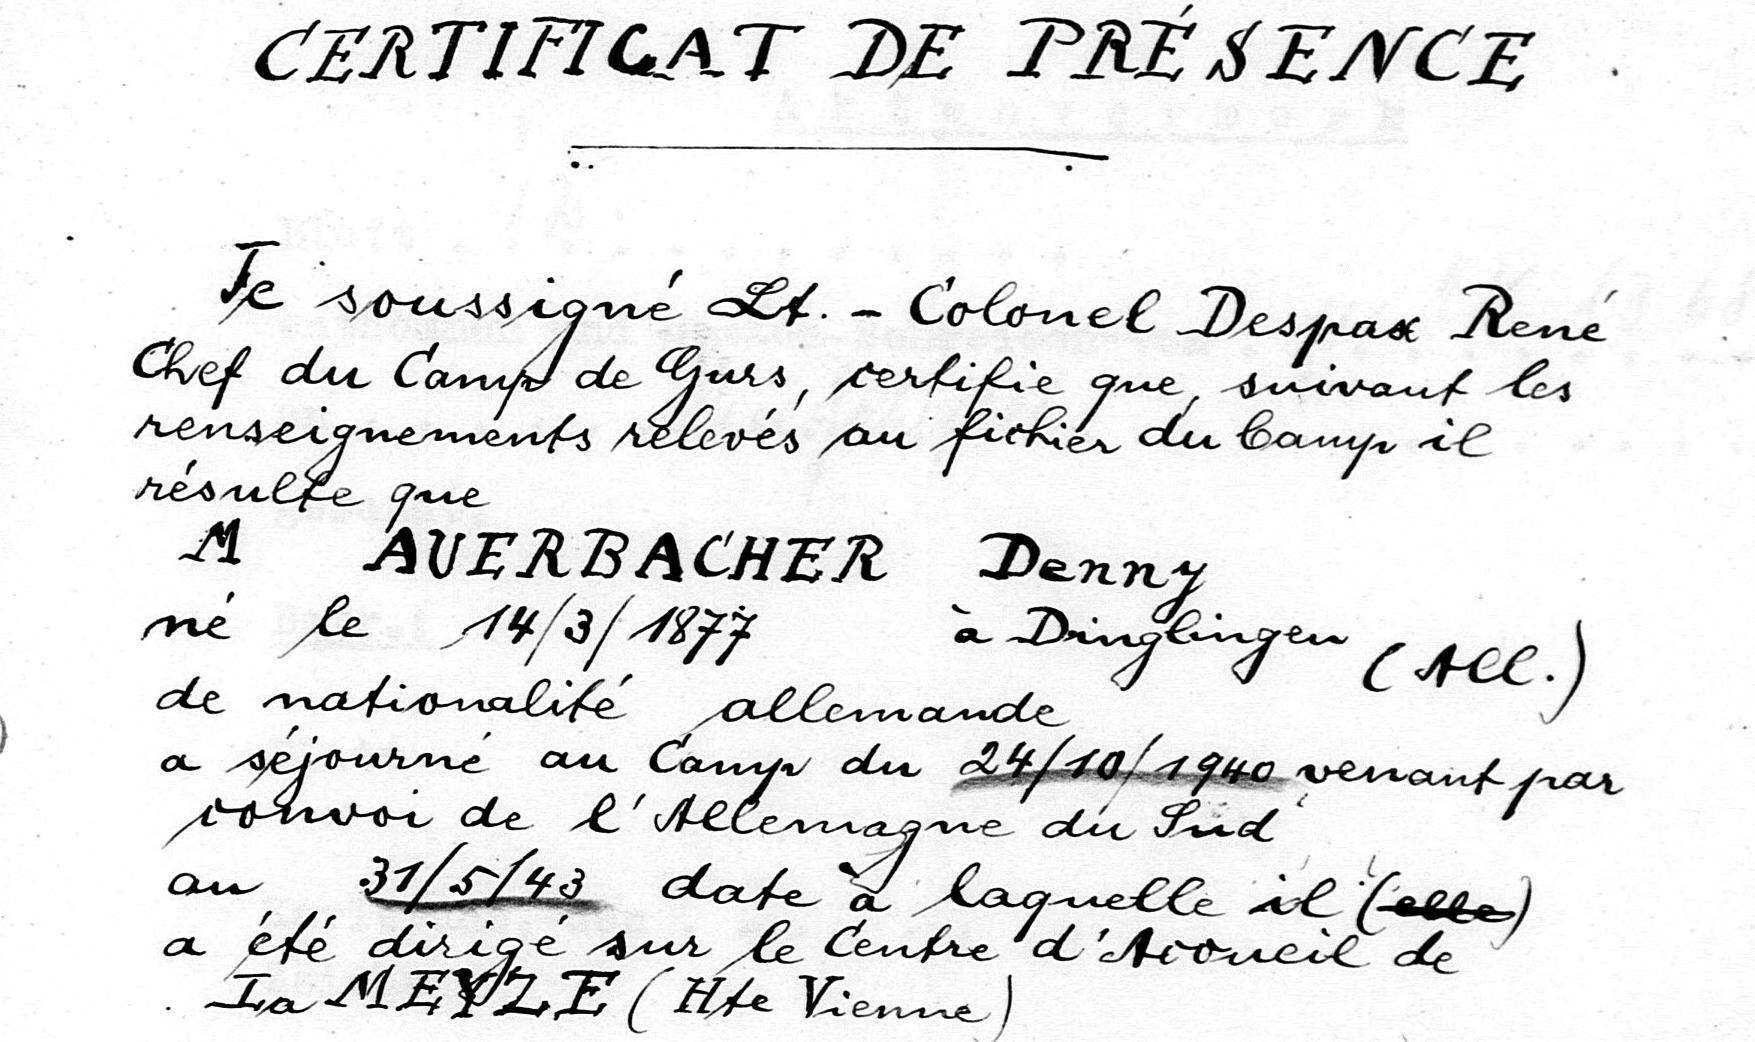 CERTIFICAT DE PRÉSENCE
Je soussigné Lt. - Colonel Despax René
Chef du Camp de Gurs, certifie que, suivant les
renseignements relevés au fichier du Camp il
résulte que
M AUERBACHER Denny
né le 14/3/1877 à Dinglingen (All.)
de nationalité allemande
a séjourné au Camp du 24/10/1940 venant par
convoi de l'Allemagne du Sud
au 31/5/43 date à laquelle il (elle)
a été dirigé sur le Centre d'Accueil de
La MEYZE (Hte Vienne)